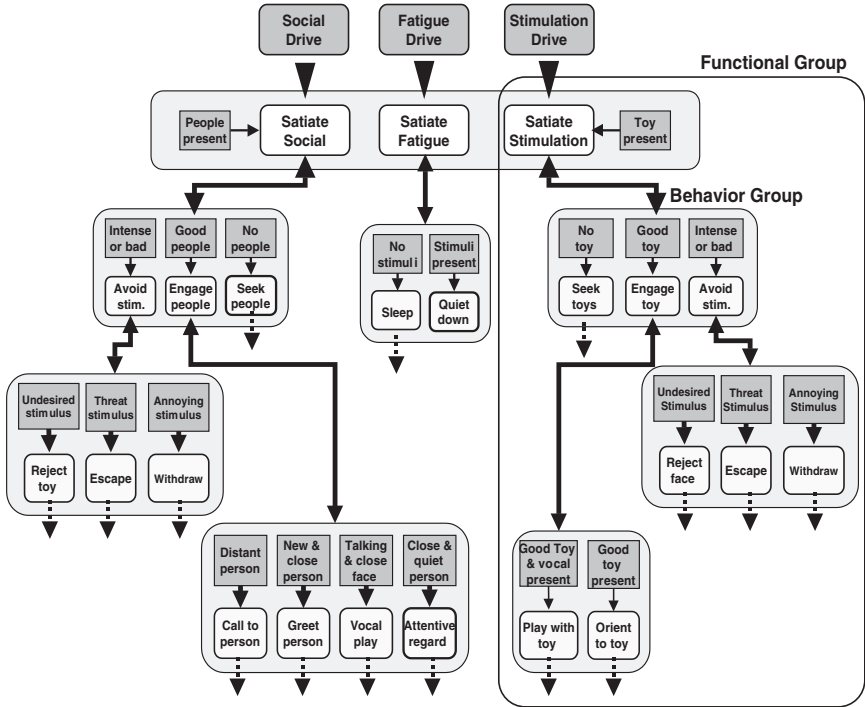 Social
Drive
Fatigue
Drive
Stimulation
Drive
Functional Group
People
present
Satiate
Social
Satiate
Fatigue
Satiate
Stimulation
Toy
present
Behavior Group
Intense
or bad
Good
people
No
people
Avoid
stim.
Engage
people
Seek
people
No
stimuli
Stimuli
present
Sleep
Quiet
down
No
toy
Good
toy
Intense
or bad
Seek
toys
Engage
toy
Avoid
stim.
Undesired
stimulus
Threat
stimulus
Annoying
stimulus
Reject
toy
Escape
Withdraw
Undesired
Stimulus
Threat
Stimulus
Annoying
Stimulus
Reject
face
Escape
Withdraw
Distant
person
New &
close
person
Talking
& close
face
Close &
quiet
person
Call to
person
Greet
person
Vocal
play
Attentive
regard
Good Toy
& vocal
present
Good
toy
present
Play with
toy
Orient
to toy